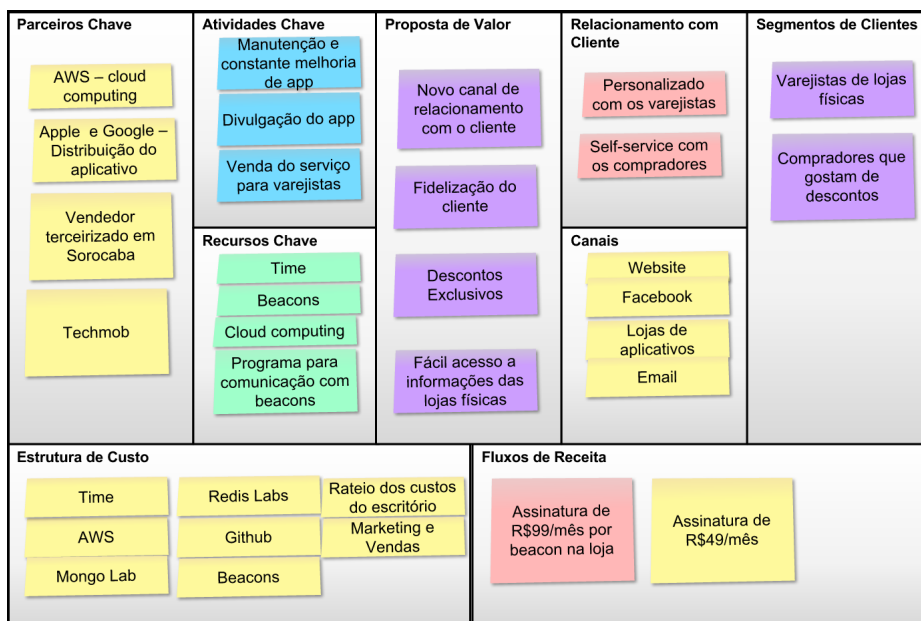 Parceiros Chave
AWS – cloud
computing
Apple e Google –
Distribuição do
aplicativo
Vendedor
terceirizado em
Sorocaba
Techmob
Atividades Chave
Manutenção e
constante melhoria
de app
Divulgação do app
Venda do serviço
para varejistas
Recursos Chave
Time
Beacons
Cloud computing
Programa para
comunicação com
beacons
Proposta de Valor
Novo canal de
relacionamento
com o cliente
Fidelização do
cliente
Descontos
Exclusivos
Fácil acesso a
informações das
lojas físicas
Relacionamento com
Cliente
Personalizado
com os varejistas
Self-service com
os compradores
Canais
Website
Facebook
Lojas de
aplicativos
Email
Segmentos de Clientes
Varejistas de lojas
físicas
Compradores que
gostam de
descontos
Estrutura de Custo
Time
AWS
Mongo Lab
Redis Labs
Github
Beacons
Rateio dos custos
do escritório
Marketing e
Vendas
Fluxos de Receita
Assinatura de
R$99/mês por
beacon na loja
Assinatura de
R$49/mês